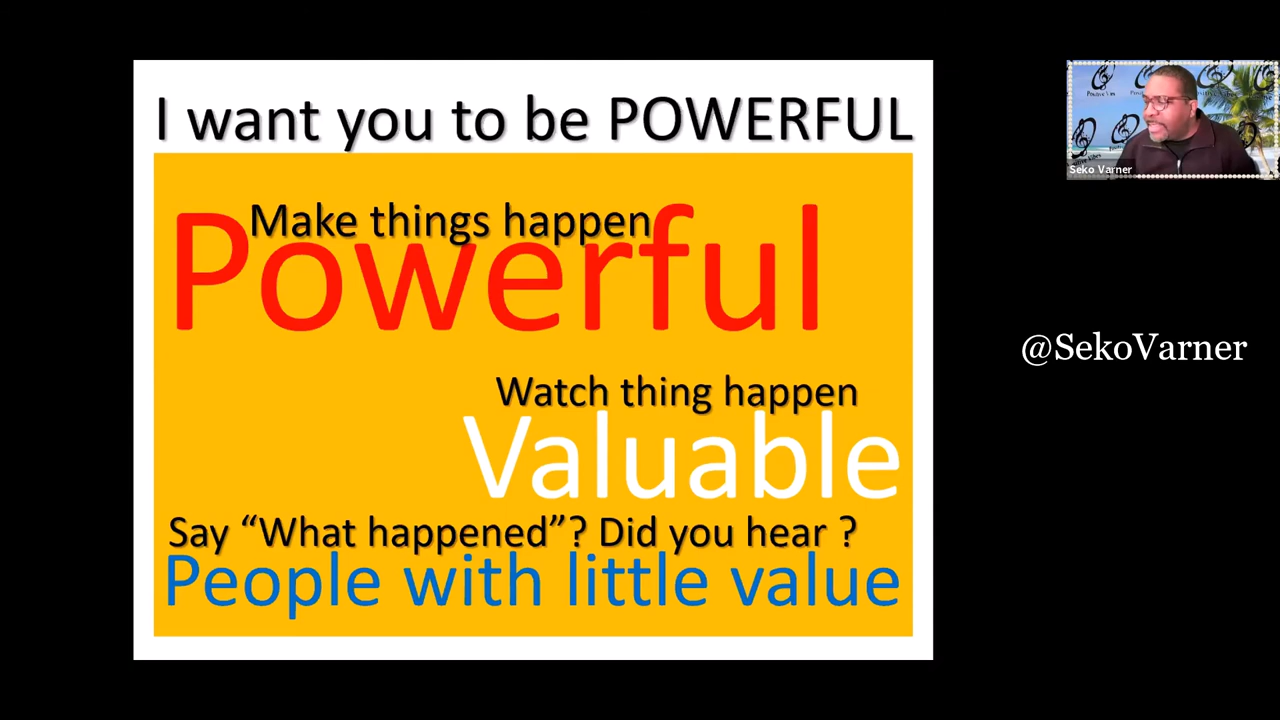 I want you to be POWERFUL
Make things happen
Powerful
Watch thing happen
Valuable
Say “What happened”? Did you hear ?
People with little value
Seko Varner
@SekoVarner